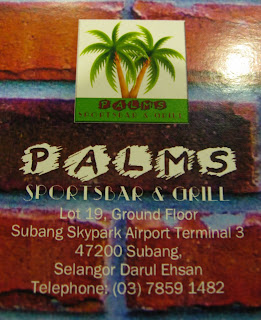 PALMS
SPORTSBAR & GRILL
PALMS
SPORTSBAR & GRILL
Lot 19, Ground Floor
Subang Skypark Airport Terminal 3
47200 Subang,
Selangor Darul Ehsan
Telephone: (03) 7859 1482